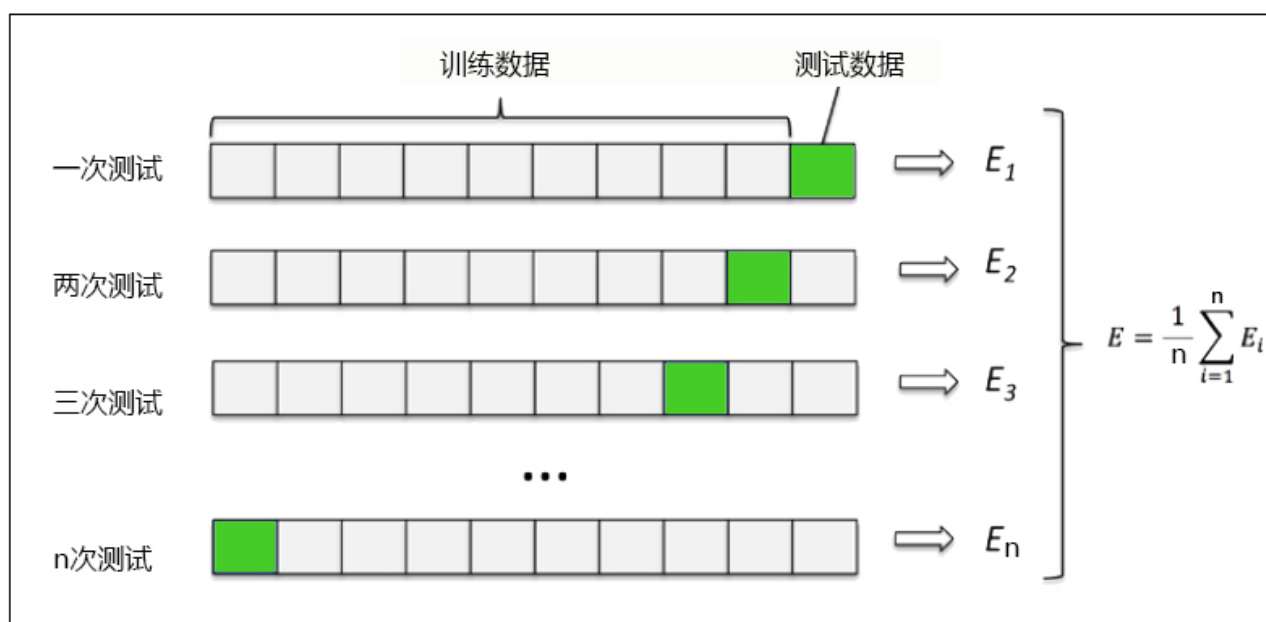 训练数据 测试数据
一次测试 E₁
两次测试 E₂
E = 1/n ∑ⁿᵢ₌₁ Eᵢ
三次测试 E₃
...
n次测试 Eₙ